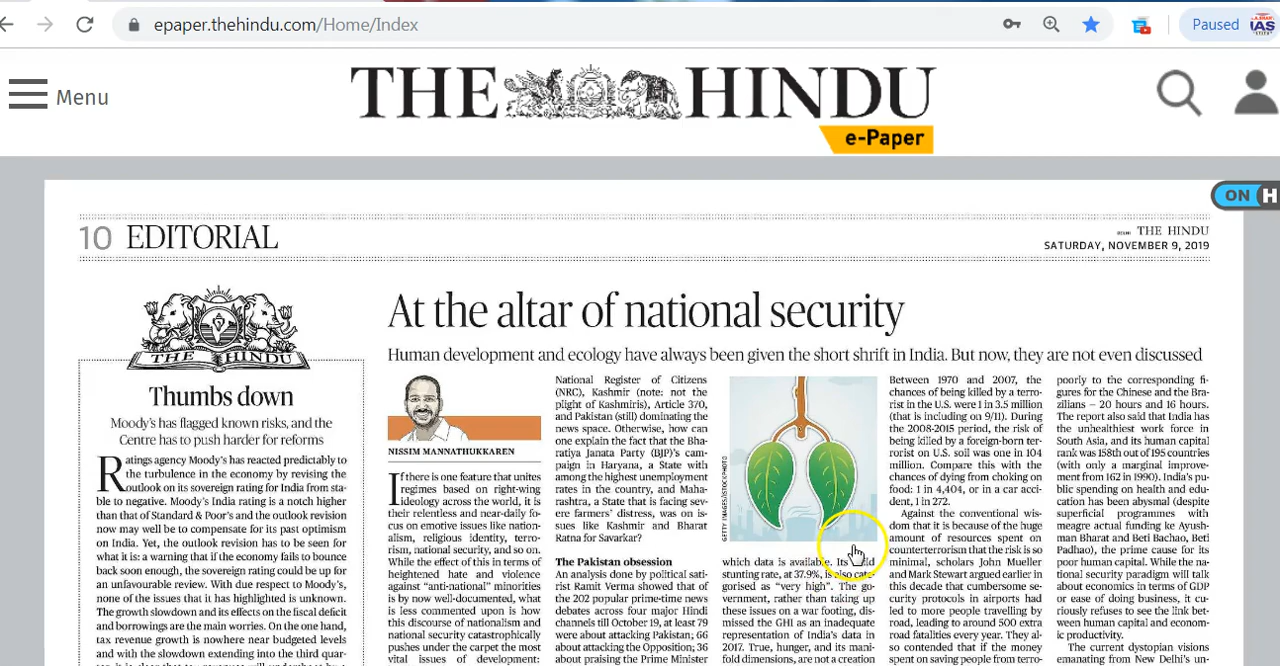 epaper.thehindu.com/Home/Index
Paused
IAS
Menu
THE HINDU
e-Paper
ON H
10 EDITORIAL
THE HINDU
SATURDAY, NOVEMBER 9, 2019
THE HINDU
Thumbs down
Moody's has flagged known risks, and the
Centre has to push harder for reforms
Ratings agency Moody's has reacted predictably to
the turbulence in the economy by revising the
outlook on its sovereign rating for India from sta-
ble to negative. Moody's India rating is a notch higher
than that of Standard & Poor's and the outlook revision
now may well be to compensate for its past optimism
on India. Yet, the outlook revision has to be seen for
what it is: a warning that if the economy fails to bounce
back soon enough, the sovereign rating could be up for
an unfavourable review. With due respect to Moody's,
none of the issues that it has highlighted is unknown.
The growth slowdown and its effects on the fiscal deficit
and borrowings are the main worries. On the one hand,
tax revenue growth is nowhere near budgeted levels
and with the slowdown extending into the third quar-
At the altar of national security
Human development and ecology have always been given the short shrift in India. But now, they are not even discussed
NISSIM MANNATHUKKAREN
If there is one feature that unites
regimes based on right-wing
ideology across the world, it is
their relentless and near-daily fo-
cus on emotive issues like nation-
alism, religious identity, terro-
rism, national security, and so on.
While the effect of this in terms of
heightened hate and violence
against "anti-national" minorities
is by now well-documented, what
is less commented upon is how
this discourse of nationalism and
national security catastrophically
pushes under the carpet the most
vital issues of development:
National Register of Citizens
(NRC), Kashmir (note: not the
plight of Kashmiris), Article 370,
and Pakistan (still) dominating the
news space. Otherwise, how can
one explain the fact that the Bha-
ratiya Janata Party (BJP)'s cam-
paign in Haryana, a State with
among the highest unemployment
rates in the country, and Maha-
rashtra, a State that is facing seve-
ere farmers' distress, was on is-
sues like Kashmir and Bharat
Ratna for Savarkar?
The Pakistan obsession
An analysis done by political sati-
rist Rait Verma showed that of
the 202 popular prime-time news
debates across four major Hindi
channels till October 19, at least 79
were about attacking Pakistan; 66
about attacking the Opposition; 36
about praising the Prime Minister
GETTY IMAGES/ISTOCKPHOTO
which data is available. Its
stunting rate, at 37.9%, is also cate-
gorised as "very high". The go-
vernment, rather than taking up
these issues on a war footing, dis-
missed the GHI as an inadequate
representation of India's data in
2017. True, hunger, and its mani-
fold dimensions, are not a creation
Between 1970 and 2007, the
chances of being killed by a terro-
rist in the U.S. were 1 in 3.5 million
(that is including on 9/11). During
the 2008-2015 period, the risk of
being killed by a foreign-born ter-
rorist on U.S. soil was one in 104
million. Compare this with the
chances of dying from choking on
food: 1 in 4,404, or in a car acci-
dent, 1 in 272.
Against the conventional wis-
dom that it is because of the huge
amount of resources spent on
counterterrorism that the risk is so
minimal, scholars John Mueller
and Mark Stewart argued earlier in
this decade that cumbersome se-
curity protocols in airports had
led to more people travelling by
road, leading to around 500 extra
road fatalities every year. They al-
so contended that if the money
spent on saving people from terro-
poorly to the corresponding fi-
gures for the Chinese and the Bra-
zilians – 20 hours and 16 hours.
The report also said that India has
the unhealthiest work force in
South Asia, and its human capital
rank was 158th out of 195 countries
(with only a marginal improve-
ment from 162 in 1990). India's pu-
blic spending on health and edu-
cation has been abysmal (despite
superficial programmes with
meagre actual funding ke Ayush-
man Bharat and Beti Bachao, Beti
Padhao), the prime cause for its
poor human capital. While the na-
tional security paradigm will talk
about economics in terms of GDP
or ease of doing business, it cu-
riously refuses to see the link bet-
ween human capital and econom-
ic productivity.
The current dystopian visions
emanating from New Delhi's